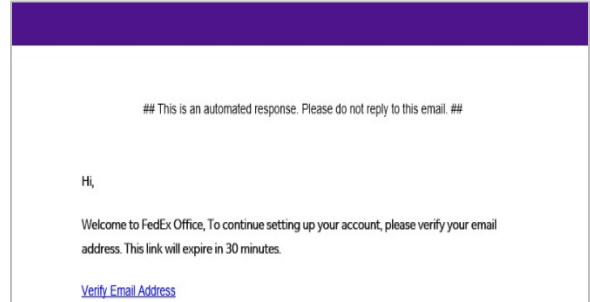 ## This is an automated response. Please do not reply to this email. ##
Hi,
Welcome to FedEx Office, To continue setting up your account, please verify your email
address. This link will expire in 30 minutes.
Verify Email Address